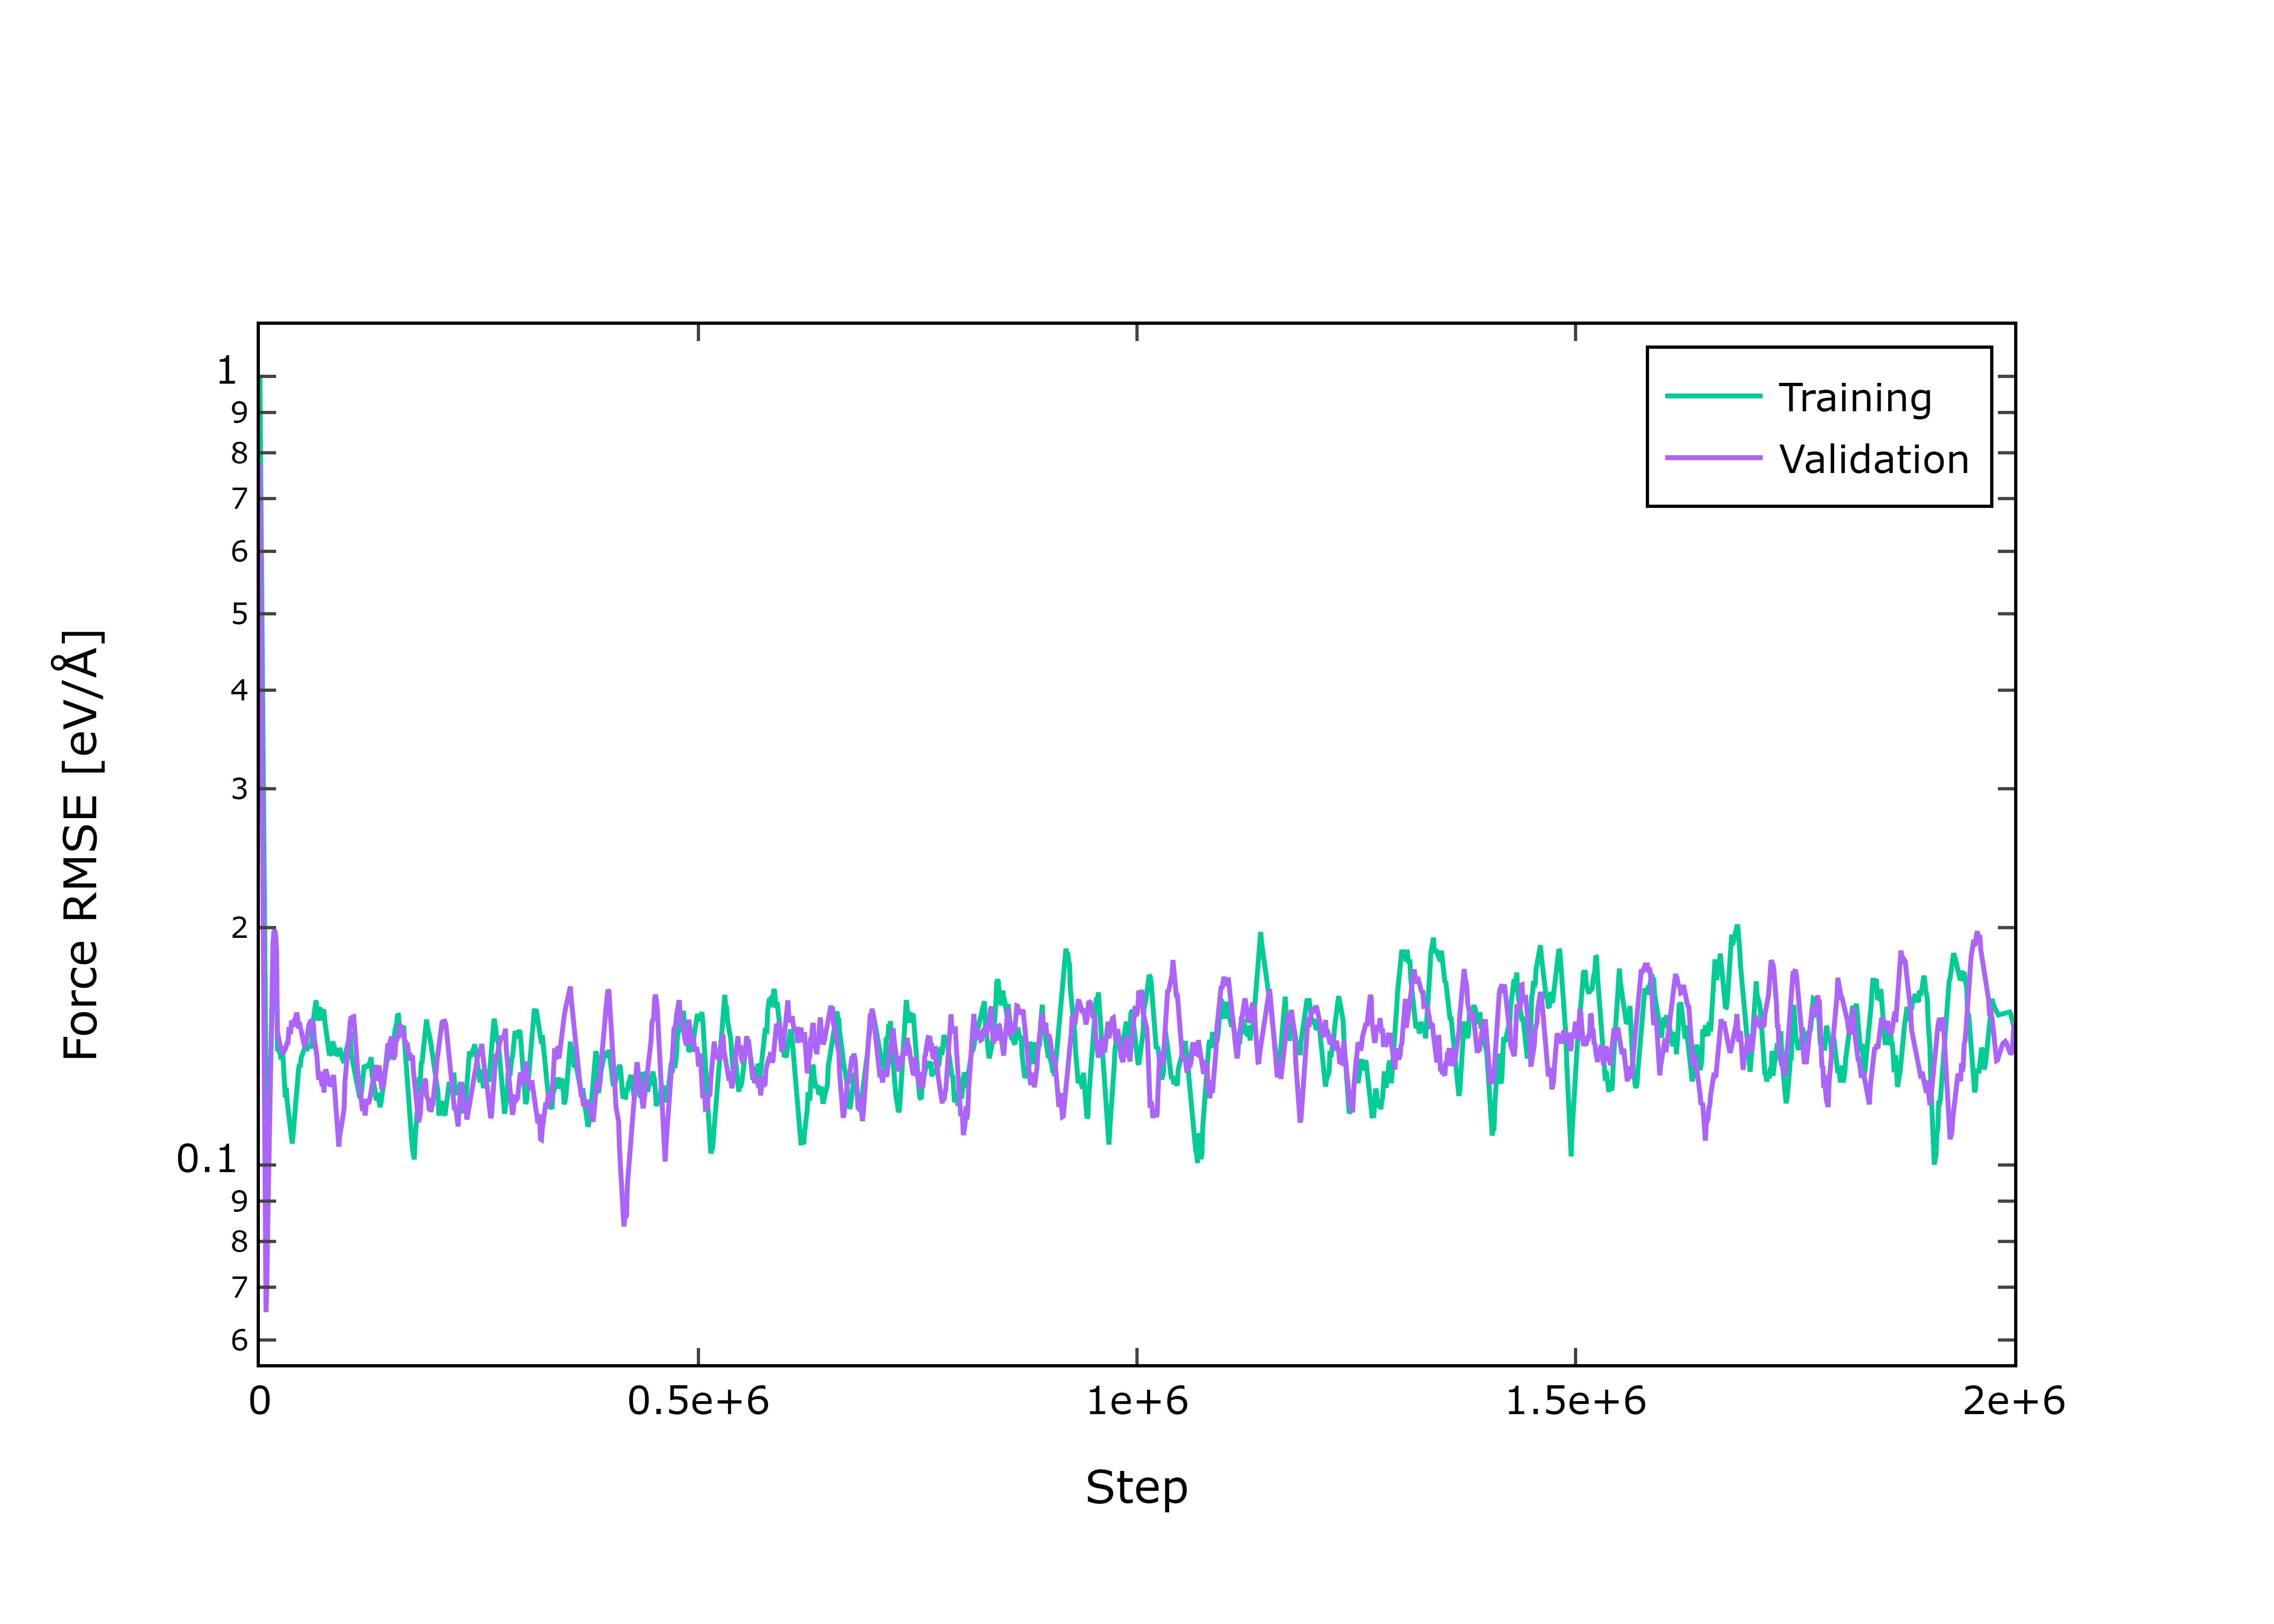 Force RMSE [eV/Å]
1
9
8
7
6
5
4
3
2
0.1
9
8
7
6
Training
Validation
0
0.5e+6
1e+6
1.5e+6
2e+6
Step